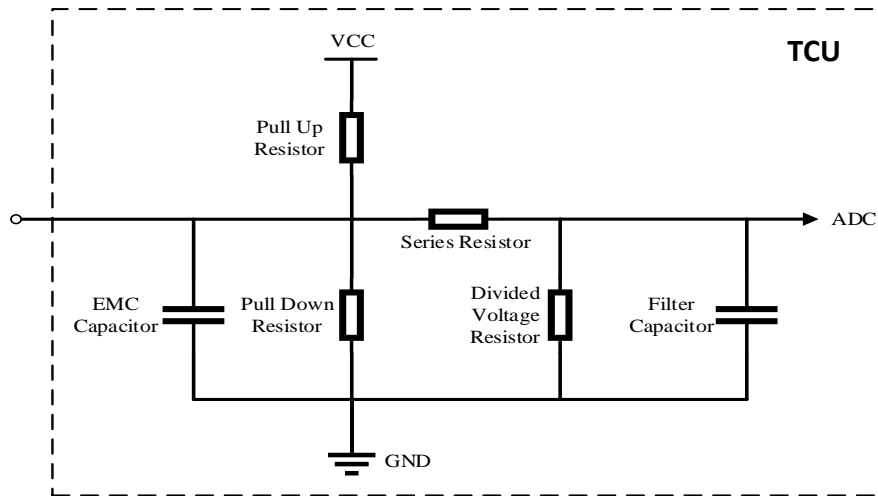 TCU
VCC
Pull Up
Resistor
ADC
Series Resistor
EMC
Capacitor
Pull Down
Resistor
Divided
Voltage
Resistor
Filter
Capacitor
GND